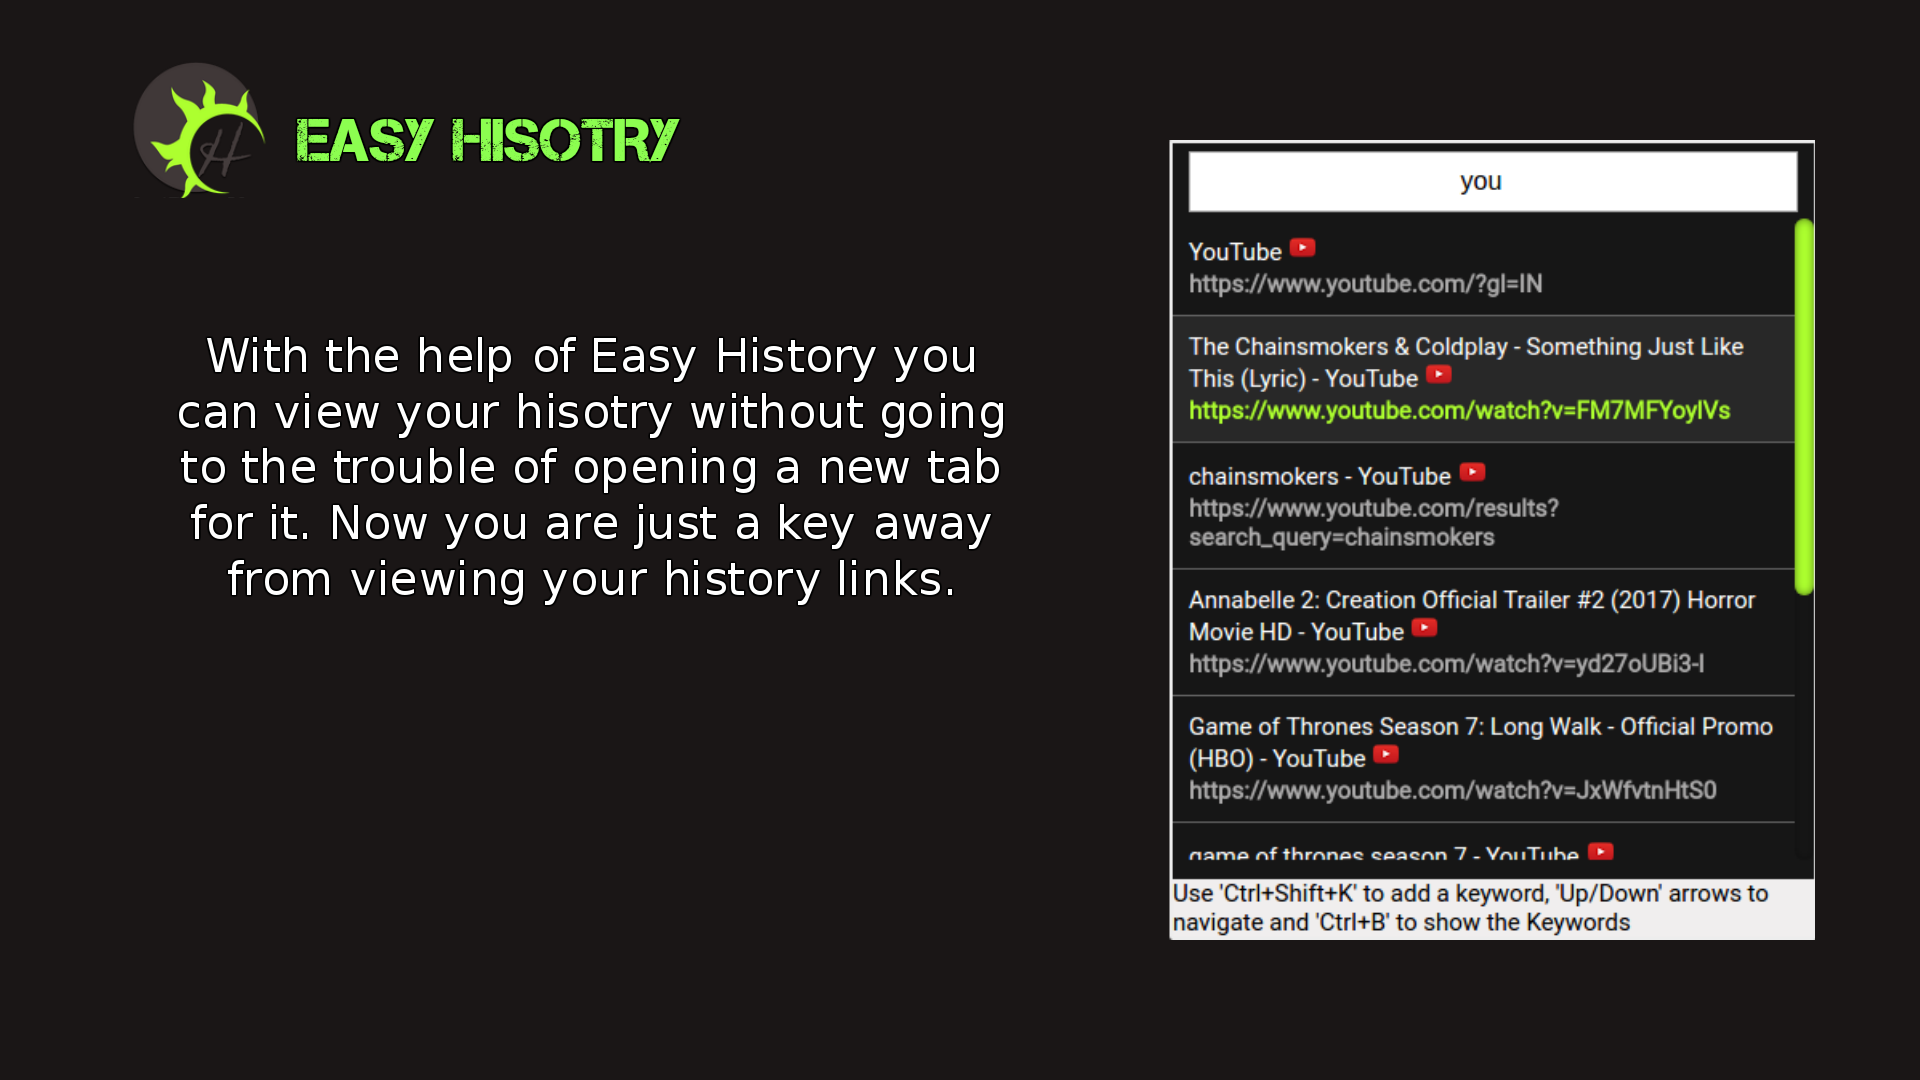 H
EASY HISOTRY
With the help of Easy History you
can view your hisotry without going
to the trouble of opening a new tab
for it. Now you are just a key away
from viewing your history links.
you
YouTube
https://www.youtube.com/?gl=IN
The Chainsmokers & Coldplay - Something Just Like
This (Lyric) - YouTube
https://www.youtube.com/watch?v=FM7MFYoylVs
chainsmokers - YouTube
https://www.youtube.com/results?
search_query=chainsmokers
Annabelle 2: Creation Official Trailer #2 (2017) Horror
Movie HD - YouTube
https://www.youtube.com/watch?v=yd27oUBi3-I
Game of Thrones Season 7: Long Walk - Official Promo
(HBO) - YouTube
https://www.youtube.com/watch?v=JxWfvtnHtS0
game of thrones season 7 - YouTube
Use 'Ctrl+Shift+K' to add a keyword, 'Up/Down' arrows to
navigate and 'Ctrl+B' to show the Keywords